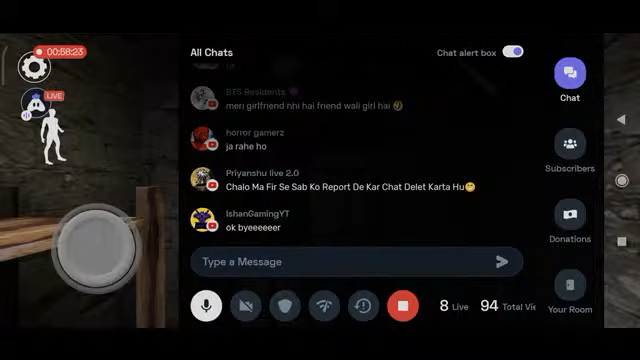 00:58:23
All Chats
Chat alert box
LIVE
BTS Residents
meri girlfriend nhi hai friend wali girl hai 🤣
Chat
horror gamerz
ja rahe ho
Priyanshu live 2.0
Chalo Ma Fir Se Sab Ko Report De Kar Chat Delet Karta Hu😁
Subscribers
IshanGamingYT
ok byeeeeeer
Donations
Type a Message
8 Live
94 Total Vie
Your Room